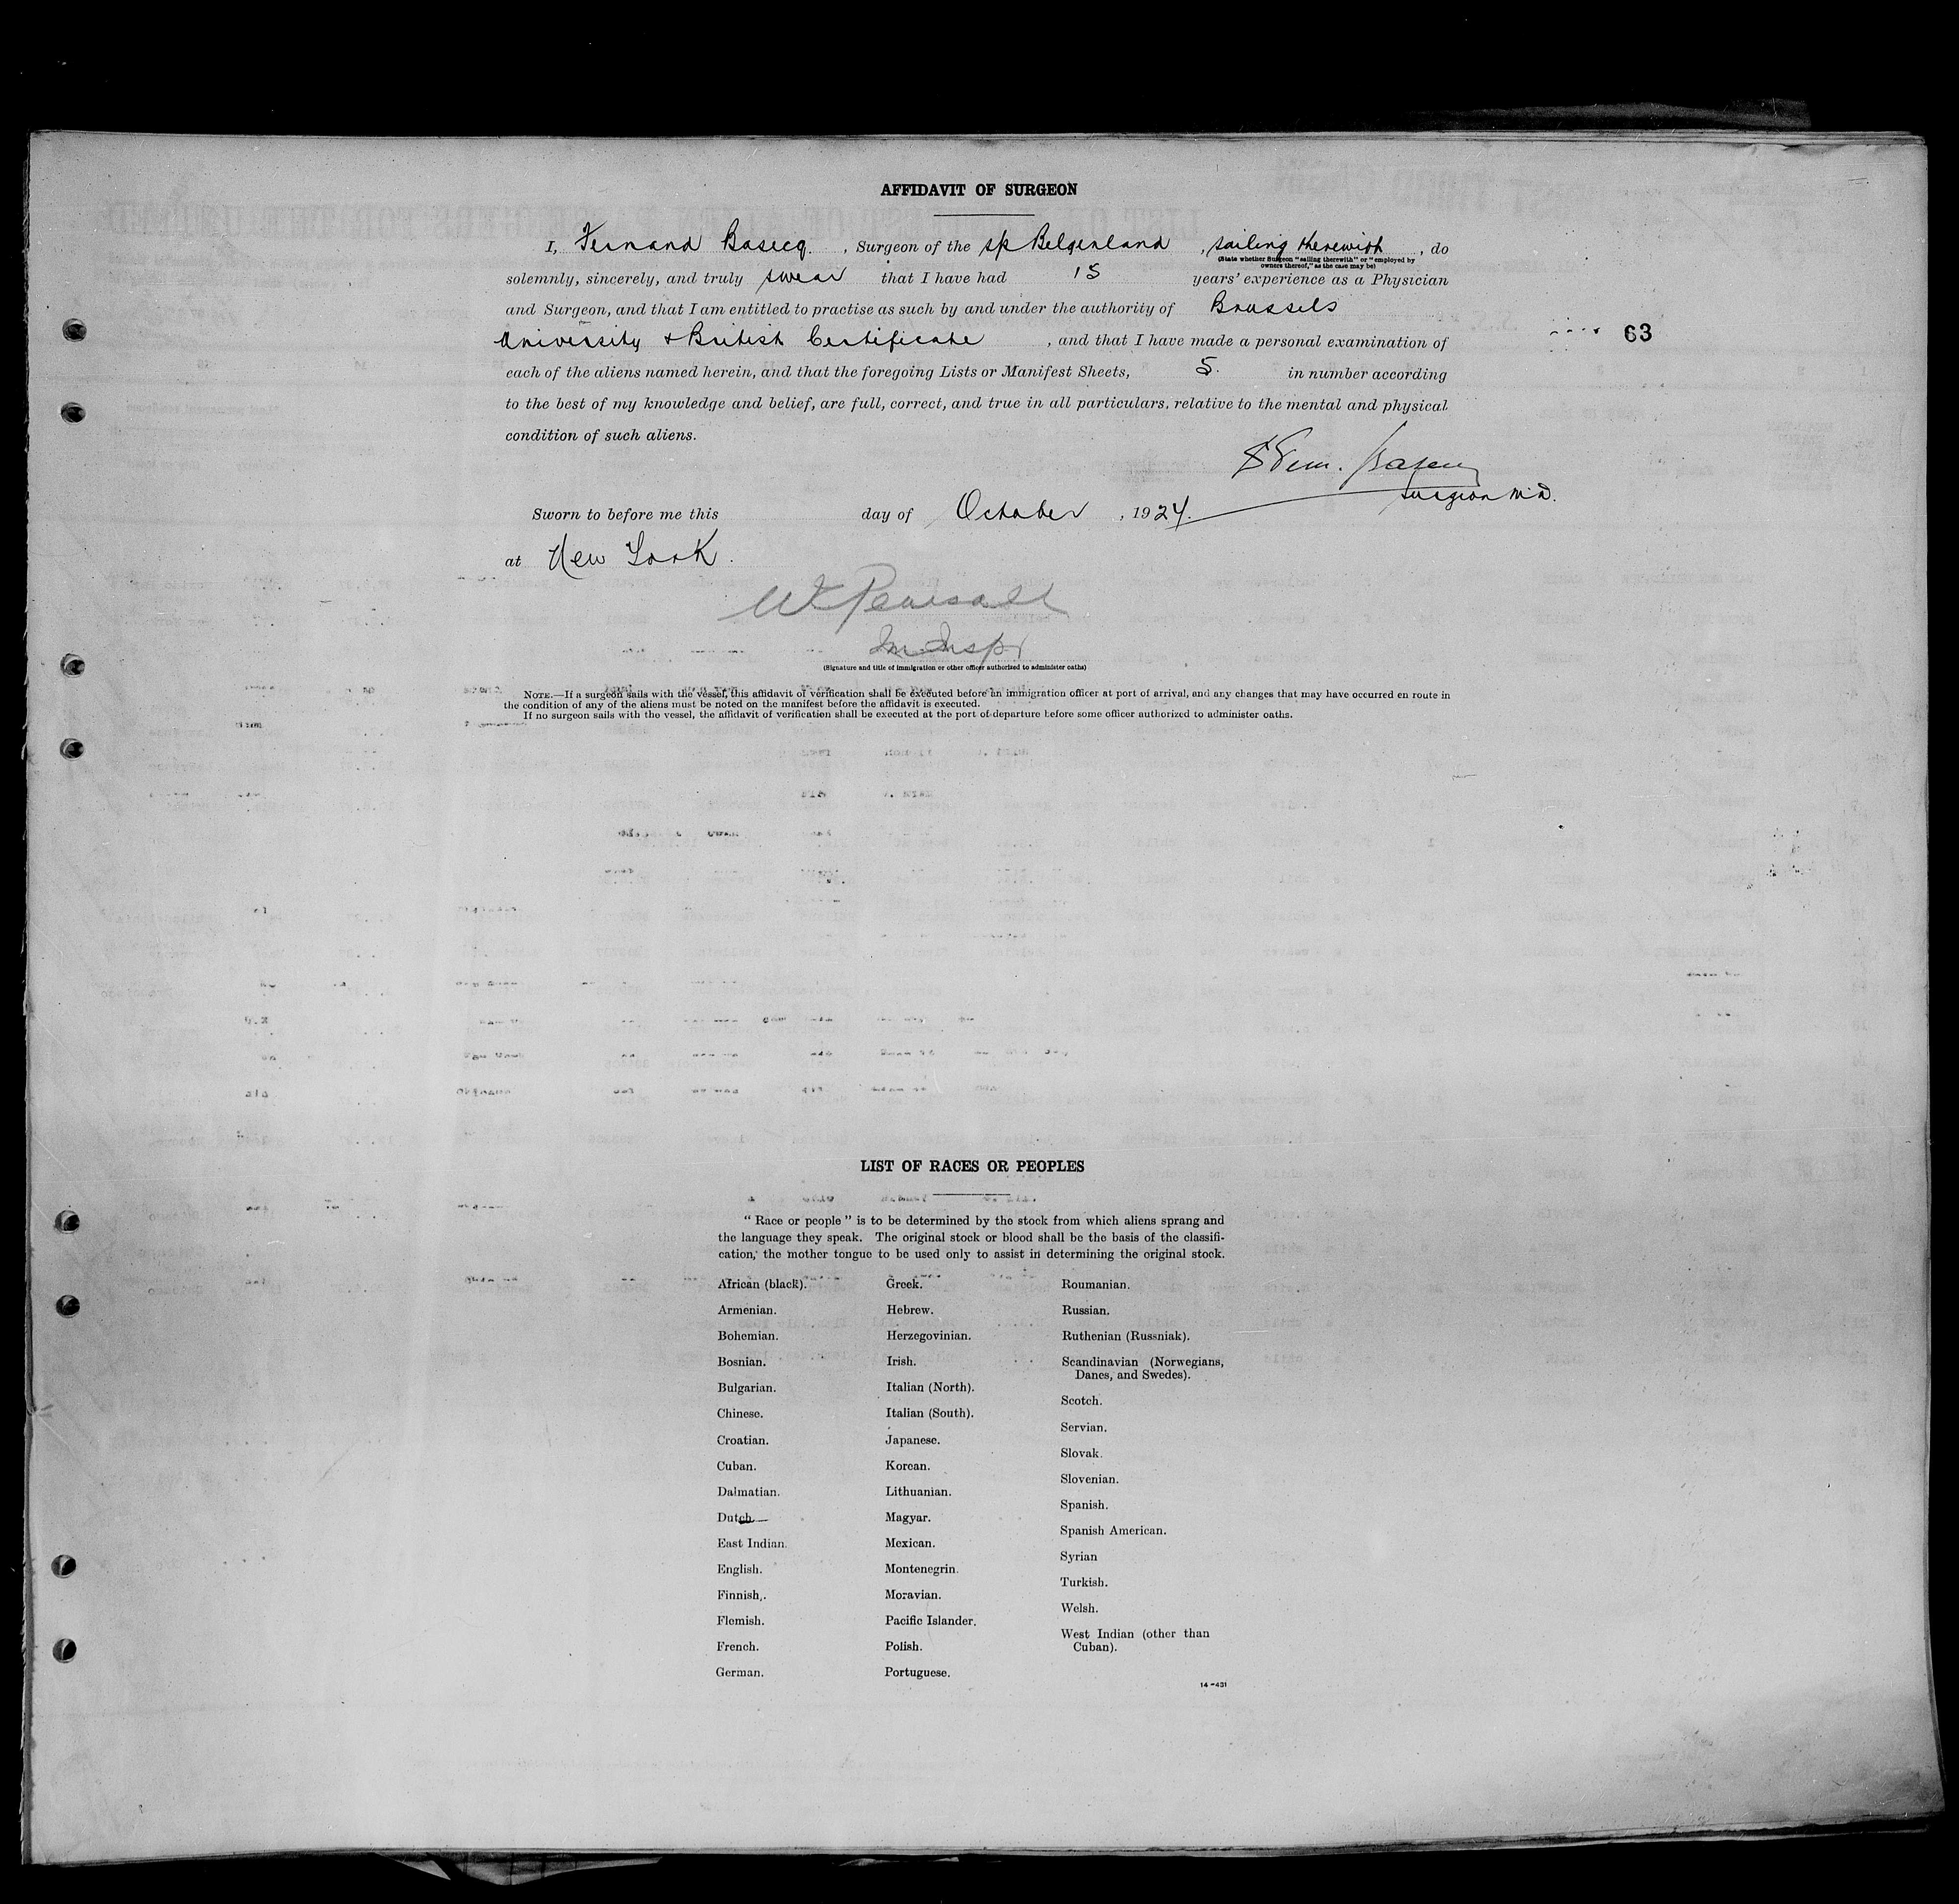 AFFIDAVIT OF SURGEON
I, Fernand Basecq. , Surgeon of the sp Belgenland , sailing therewith , do
(State whether Surgeon "sailing therewith" or "employed by
owners thereof," as the case may be)
solemnly, sincerely, and truly swear that I have had 15 years' experience as a Physician
and Surgeon, and that I am entitled to practise as such by and under the authority of Brussels
University & British Certificate , and that I have made a personal examination of
63
each of the aliens named herein, and that the foregoing Lists or Manifest Sheets, 5. in number according
to the best of my knowledge and belief, are full, correct, and true in all particulars, relative to the mental and physical
condition of such aliens.
Surgeon M.D.
Sworn to before me this day of October , 1924.
at New York.
W Pearsall
Im Inspr
(Signature and title of immigration or other officer authorized to administer oaths)
NOTE.—If a surgeon sails with the vessel, this affidavit of verification shall be executed before an immigration officer at port of arrival, and any changes that may have occurred en route in
the condition of any of the aliens must be noted on the manifest before the affidavit is executed.
If no surgeon sails with the vessel, the affidavit of verification shall be executed at the port of departure before some officer authorized to administer oaths.
LIST OF RACES OR PEOPLES
"Race or people" is to be determined by the stock from which aliens sprang and
the language they speak. The original stock or blood shall be the basis of the classifi-
cation, the mother tongue to be used only to assist in determining the original stock.
African (black).
Armenian.
Bohemian.
Bosnian.
Bulgarian.
Chinese.
Croatian.
Cuban.
Dalmatian.
Dutch
East Indian.
English.
Finnish.
Flemish.
French.
German.
Greek.
Hebrew.
Herzegovinian.
Irish.
Italian (North).
Italian (South).
Japanese.
Korean.
Lithuanian.
Magyar.
Mexican.
Montenegrin.
Moravian.
Pacific Islander.
Polish.
Portuguese.
Roumanian.
Russian.
Ruthenian (Russniak).
Scandinavian (Norwegians,
Danes, and Swedes).
Scotch.
Servian.
Slovak.
Slovenian.
Spanish.
Spanish American.
Syrian
Turkish.
Welsh.
West Indian (other than
Cuban).
14-431